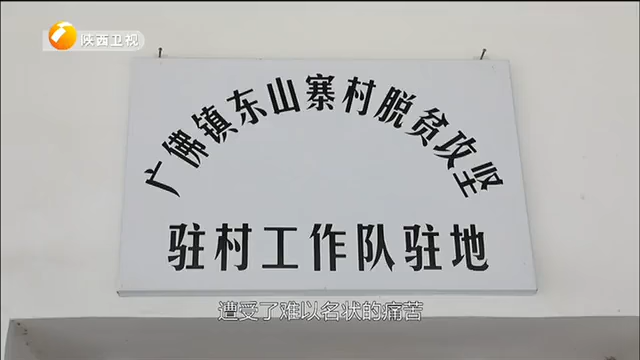 陕西卫视
广佛镇东山寨村脱贫攻坚
驻村工作队驻地
遭受了难以名状的痛苦